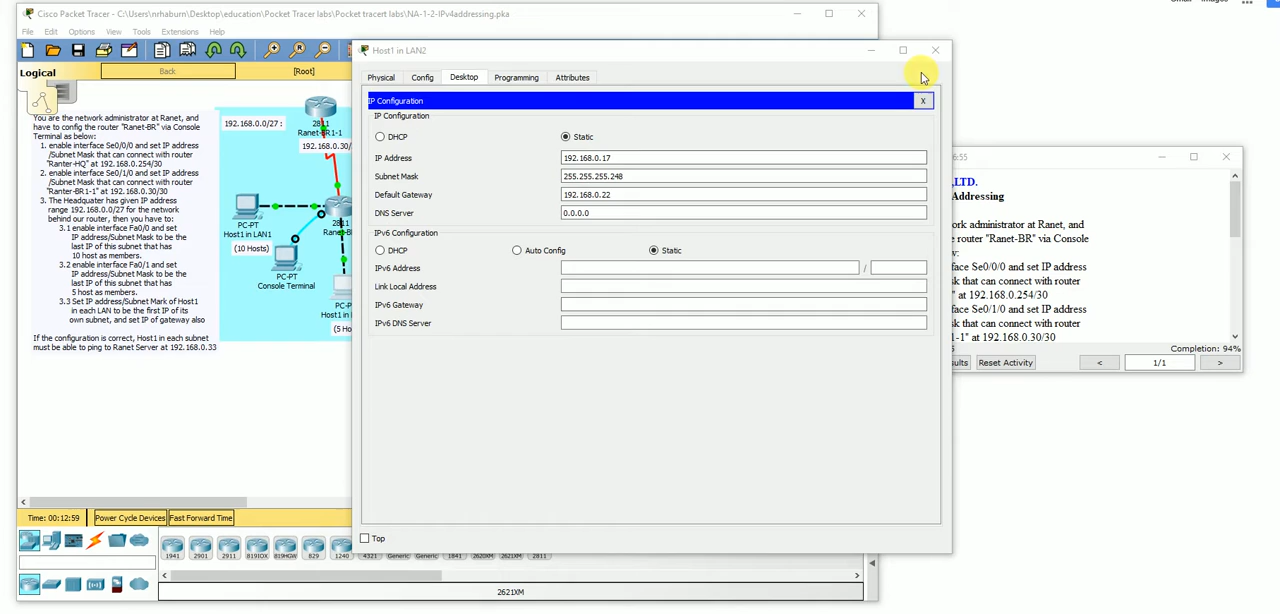 Cisco Packet Tracer - C:\Users\nrhaburn\Desktop\education\Pocket Tracer labs\Pocket tracert labs\NA-1-2-IPv4addressing.pka
File Edit Options View Tools Extensions Help
Logical Back [Root]
You are the network administrator at Ranet, and
have to config the router "Ranet-BR" via Console
Terminal as below:
1. enable interface Se0/0/0 and set IP address
/Subnet Mask that can connect with router
"Ranter-HQ" at 192.168.0.254/30
2. enable interface Se0/1/0 and set IP address
/Subnet Mask that can connect with router
"Ranter-BR1-1" at 192.168.0.30/30
3. The Headquater has given IP address
range 192.168.0.0/27 for the network
behind our router, then you have to:
3.1 enable interface Fa0/0 and set
IP address/Subnet Mask to be the
last IP of this subnet that has
10 host as members.
3.2 enable interface Fa0/1 and set
IP address/Subnet Mask to be the
last IP of this subnet that has
5 host as members.
3.3 Set IP address/Subnet Mark of Host1
in each LAN to be the first IP of its
own subnet, and set IP of gateway also
If the configuration is correct, Host1 in each subnet
must be able to ping to Ranet Server at 192.168.0.33
192.168.0.0/27 :
2811
Ranet-BR1-1
192.168.0.30/
PC-PT
Host1 in LAN1
(10 Hosts)
2811
Ranet-B
PC-PT
Console Terminal
PC-PT
Host1 in L
(5 Ho
Host1 in LAN2
Physical Config Desktop Programming Attributes
IP Configuration X
IP Configuration
DHCP Static
IP Address 192.168.0.17
Subnet Mask 255.255.255.248
Default Gateway 192.168.0.22
DNS Server 0.0.0.0
IPv6 Configuration
DHCP Auto Config Static
IPv6 Address /
Link Local Address
IPv6 Gateway
IPv6 DNS Server
Top
6:55
,LTD.
Addressing
ork administrator at Ranet, and
e router "Ranet-BR" via Console
w:
face Se0/0/0 and set IP address
sk that can connect with router
" at 192.168.0.254/30
face Se0/1/0 and set IP address
sk that can connect with router
1-1" at 192.168.0.30/30
5 Completion: 94%
ults Reset Activity < 1/1 >
Time: 00:12:59 Power Cycle Devices Fast Forward Time
1941 2901 2911 819IOX 819HGW 829 1240 4321 Generic Generic 1841 2620XM 2621XM 2811
2621XM